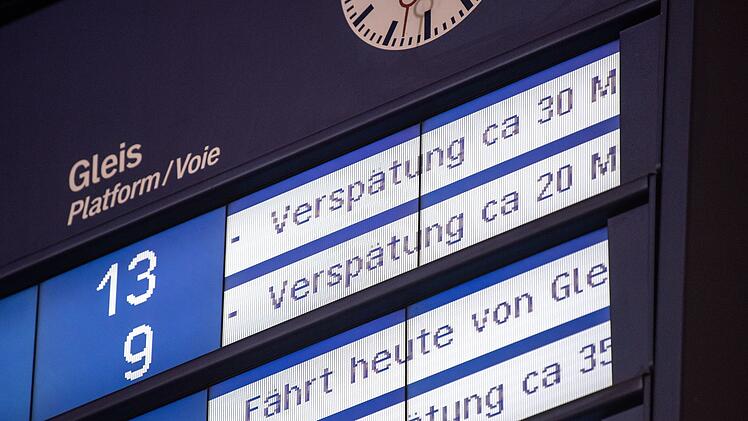 Gleis
Platform/Voie
13 - Verspätung ca 30 M
9 - Verspätung ca 20 M
Fährt heute von Gle
ätung ca 35